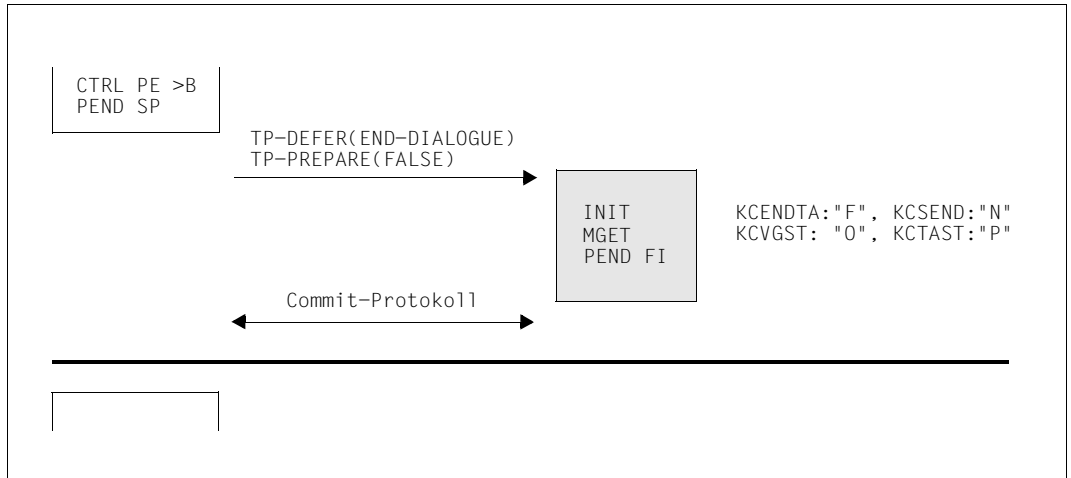 CTRL PE >B
PEND SP
TP-DEFER(END-DIALOGUE)
TP-PREPARE(FALSE)
INIT
MGET
PEND FI
KCENDTA:"F", KCSEND:"N"
KCVGST: "O", KCTAST:"P"
Commit-Protokoll